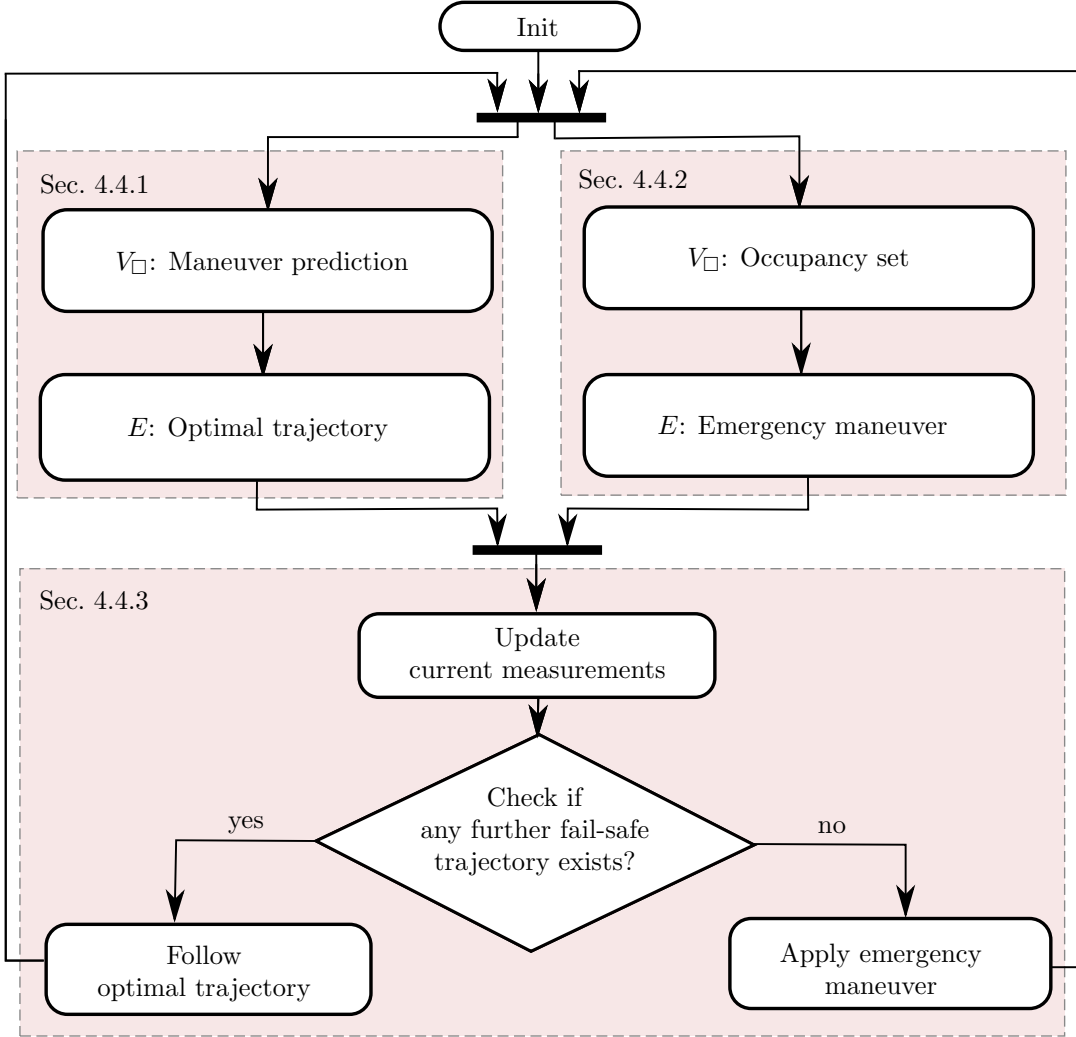 Init
Sec. 4.4.1
V□: Maneuver prediction
E: Optimal trajectory
Sec. 4.4.2
V□: Occupancy set
E: Emergency maneuver
Sec. 4.4.3
Update
current measurements
Check if
any further fail-safe
trajectory exists?
yes
no
Follow
optimal trajectory
Apply emergency
maneuver